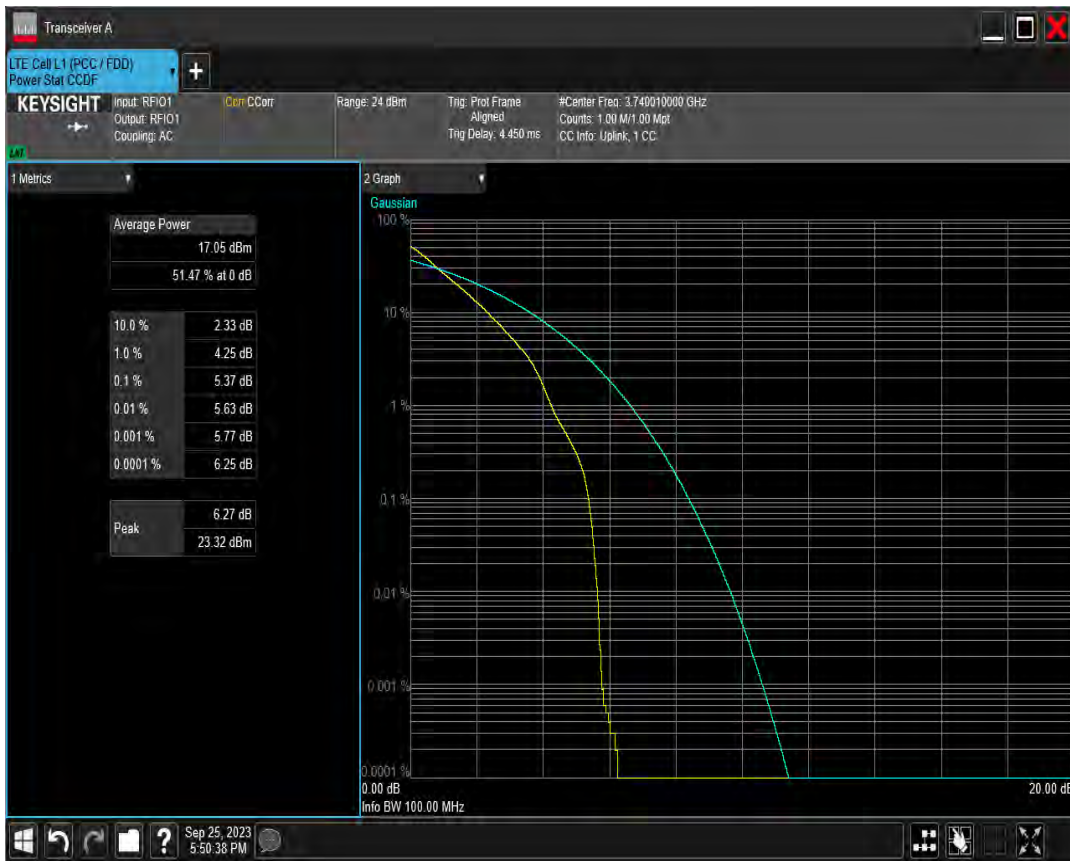 Transceiver A
LTE Cell L1 (PCC / FDD)
Power Stat CCDF
KEYSIGHT
Input: RFIO1
Output: RFIO1
Coupling: AC
Corr CCorr
Range: 24 dBm
Trig: Prot Frame
Aligned
Trig Delay: 4.450 ms
#Center Freq: 3.740010000 GHz
Counts: 1.00 M/1.00 Mpt
CC Info: Uplink, 1 CC
LXI
1 Metrics
Average Power
17.05 dBm
51.47 % at 0 dB
10.0 % 2.33 dB
1.0 % 4.25 dB
0.1 % 5.37 dB
0.01 % 5.63 dB
0.001 % 5.77 dB
0.0001 % 6.25 dB
Peak
6.27 dB
23.32 dBm
2 Graph
Gaussian
100 %
10 %
1 %
0.1 %
0.01 %
0.001 %
0.0001 %
0.00 dB 20.00 dB
Info BW 100.00 MHz
Sep 25, 2023
5:50:38 PM